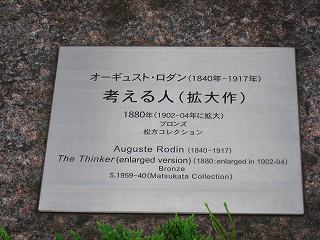 オーギュスト・ロダン（1840年-1917年）
考える人（拡大作）
1880年（1902-04年に拡大）
ブロンズ
松方コレクション
Auguste Rodin (1840-1917)
The Thinker (enlarged version) (1880: enlarged in 1902-04)
Bronze
S.1959-40 (Matsukata Collection)